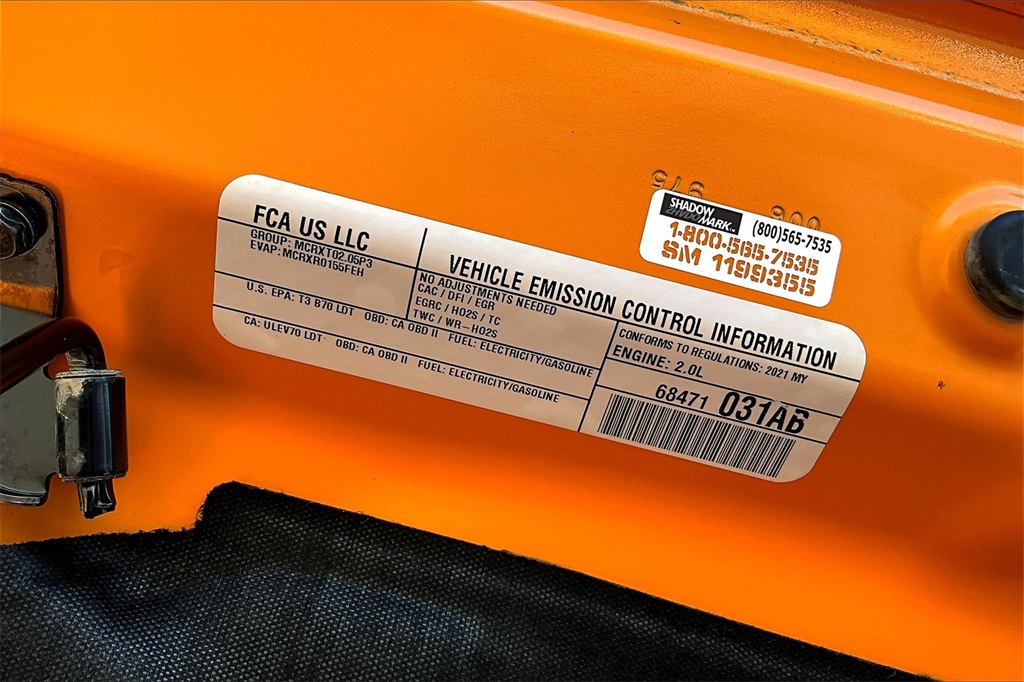 FCA US LLC
GROUP: MCRXT02.05P3
EVAP: MCRXR0155FEH
VEHICLE EMISSION CONTROL INFORMATION
NO ADJUSTMENTS NEEDED
CAC / DFI / EGR
EGRC / HO2S / TC
TWC / WR-HO2S
CONFORMS TO REGULATIONS: 2021 MY
ENGINE: 2.0L
U.S. EPA: T3 B70 LDT OBD: CA OBD II FUEL: ELECTRICITY/GASOLINE
CA: ULEV70 LDT OBD: CA OBD II FUEL: ELECTRICITY/GASOLINE
68471 031AB
SHADOW
MARK
(800)565-7535
1-800-565-7535
SM 1199355